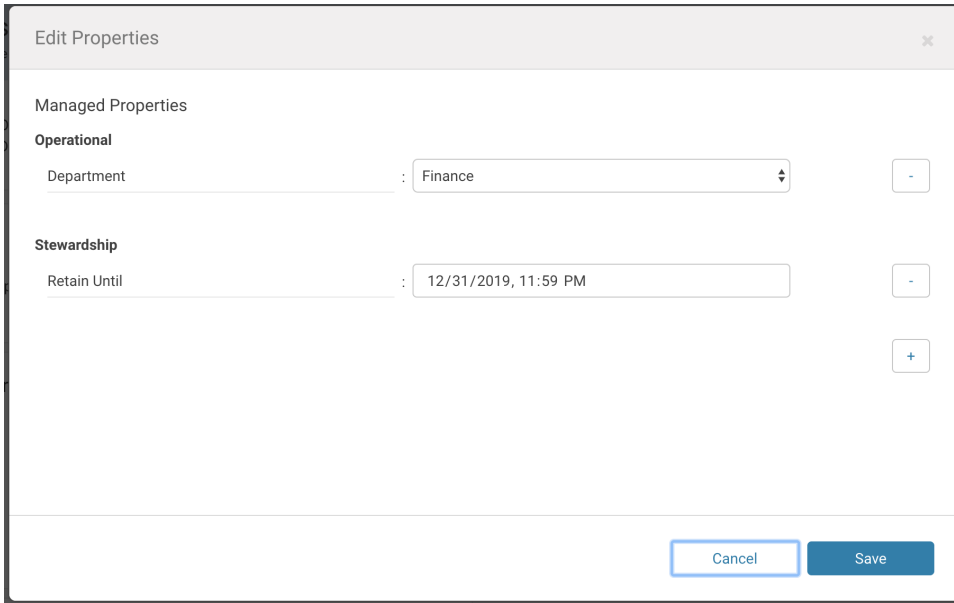 Edit Properties ×
Managed Properties
Operational
Department : Finance -
Stewardship
Retain Until : 12/31/2019, 11:59 PM -
+
Cancel Save